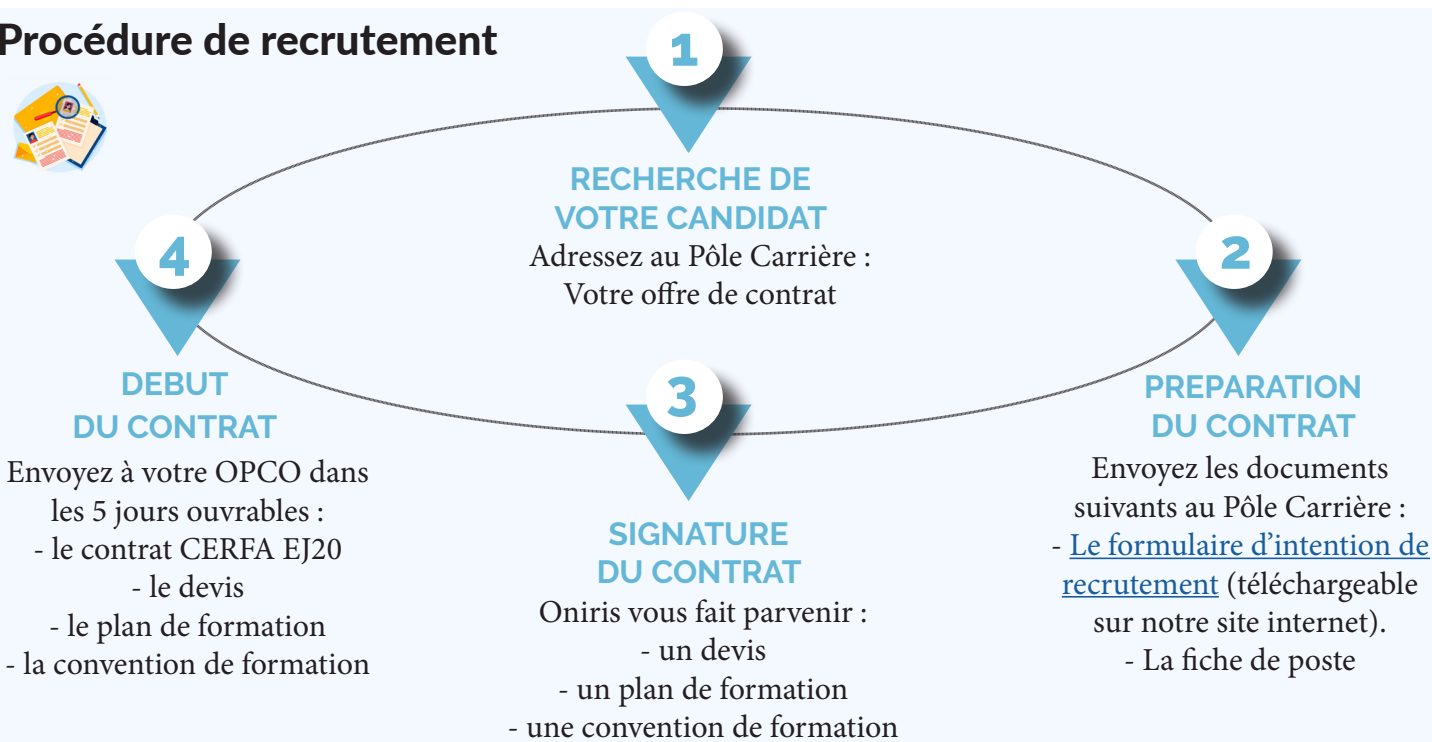 Procédure de recrutement
1
RECHERCHE DE
VOTRE CANDIDAT
Adressez au Pôle Carrière :
Votre offre de contrat
2
PREPARATION
DU CONTRAT
Envoyez les documents
suivants au Pôle Carrière :
- Le formulaire d’intention de
recrutement (téléchargeable
sur notre site internet).
- La fiche de poste
3
SIGNATURE
DU CONTRAT
Oniris vous fait parvenir :
- un devis
- un plan de formation
- une convention de formation
4
DEBUT
DU CONTRAT
Envoyez à votre OPCO dans
les 5 jours ouvrables :
- le contrat CERFA EJ20
- le devis
- le plan de formation
- la convention de formation